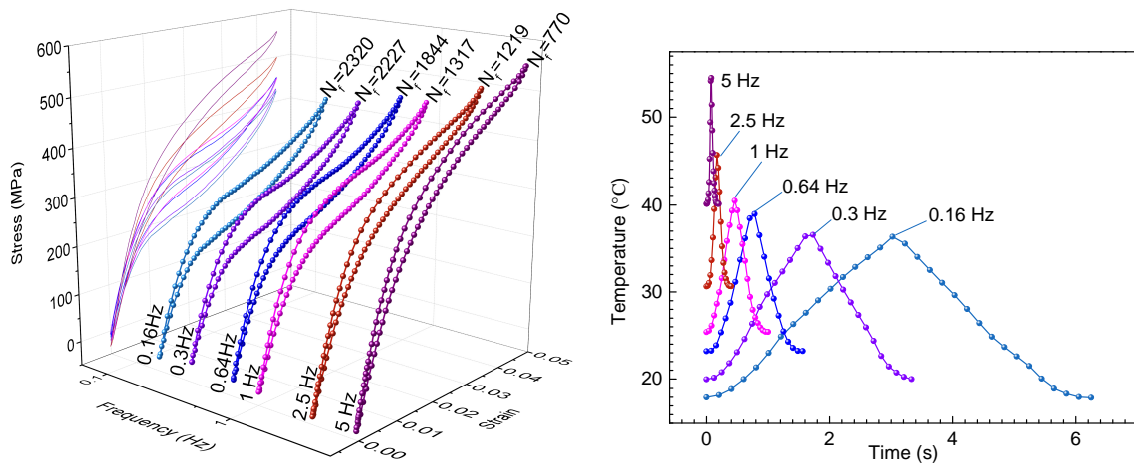 600
500
400
300
200
100
0
Stress (MPa)
N_f=2320
N_f=2227
N_f=1844
N_f=1317
N_f=1219
N_f=770
0.16Hz
0.3Hz
0.64Hz
1 Hz
2.5 Hz
5 Hz
0.1
1
Frequency (Hz)
0.00
0.01
0.02
0.03
0.04
0.05
Strain
50
40
30
20
Temperature (°C)
5 Hz
2.5 Hz
1 Hz
0.64 Hz
0.3 Hz
0.16 Hz
0
2
4
6
Time (s)